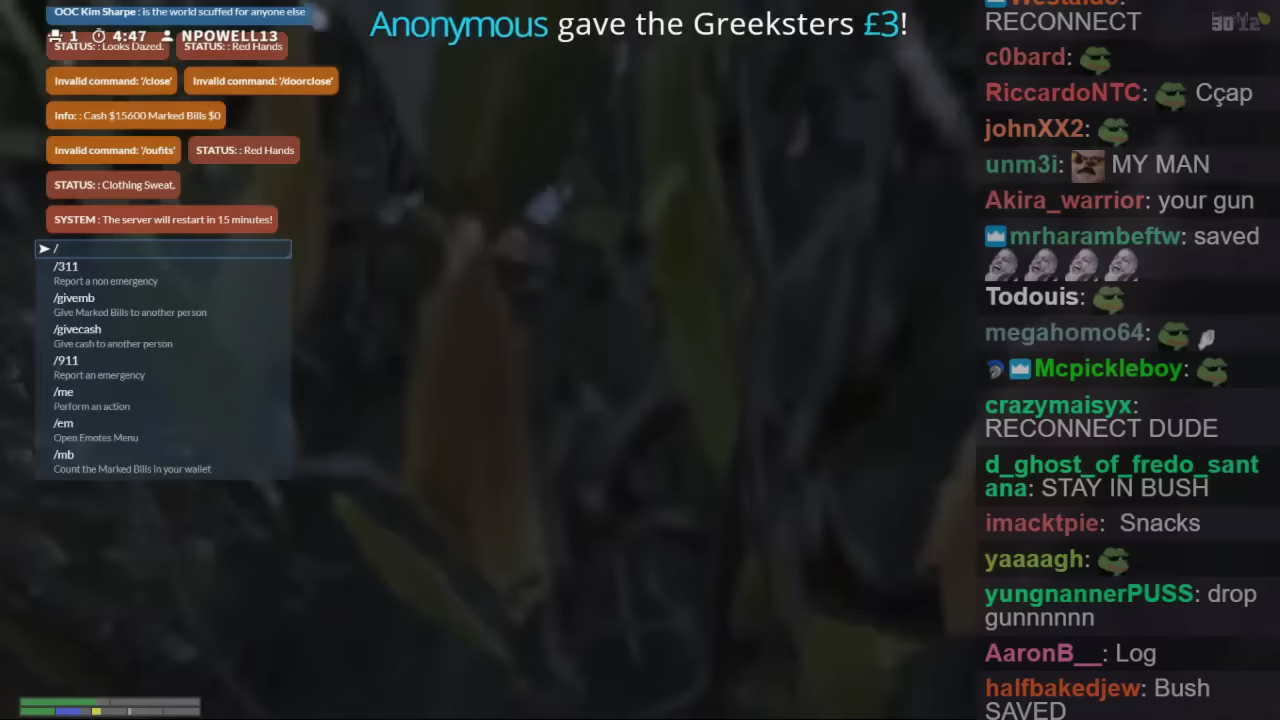 OOC Kim Sharpe : is the world scuffed for anyone else
1 4:47 NPOWELL13
STATUS: : Looks Dazed. STATUS: : Red Hands
Invalid command: '/close' Invalid command: '/doorclose'
Info: : Cash $15600 Marked Bills $0
Invalid command: '/oufits' STATUS: : Red Hands
STATUS: : Clothing Sweat.
SYSTEM : The server will restart in 15 minutes!
/
/311
Report a non emergency
/givemb
Give Marked Bills to another person
/givecash
Give cash to another person
/911
Report an emergency
/me
Perform an action
/em
Open Emotes Menu
/mb
Count the Marked Bills in your wallet
Anonymous gave the Greeksters £3!
RECONNECT
c0bard:
RiccardoNTC: Cçap
johnXX2:
unm3i: MY MAN
Akira_warrior: your gun
mrharambeftw: saved
Todouis:
megahomo64:
Mcpickleboy:
crazymaisyx:
RECONNECT DUDE
d_ghost_of_fredo_sant
ana: STAY IN BUSH
imacktpie: Snacks
yaaaagh:
yungnannerPUSS: drop
gunnnnnn
AaronB__: Log
halfbakedjew: Bush
SAVED